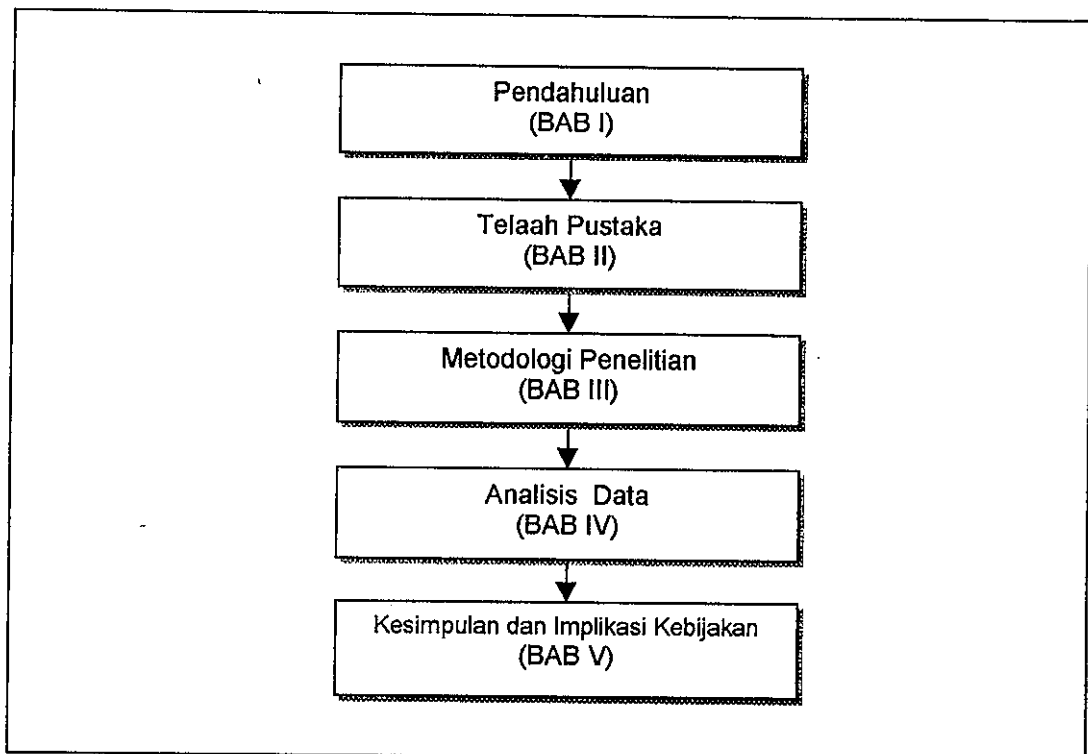 Pendahuluan
(BAB I)
Telaah Pustaka
(BAB II)
Metodologi Penelitian
(BAB III)
Analisis Data
(BAB IV)
Kesimpulan dan Implikasi Kebijakan
(BAB V)